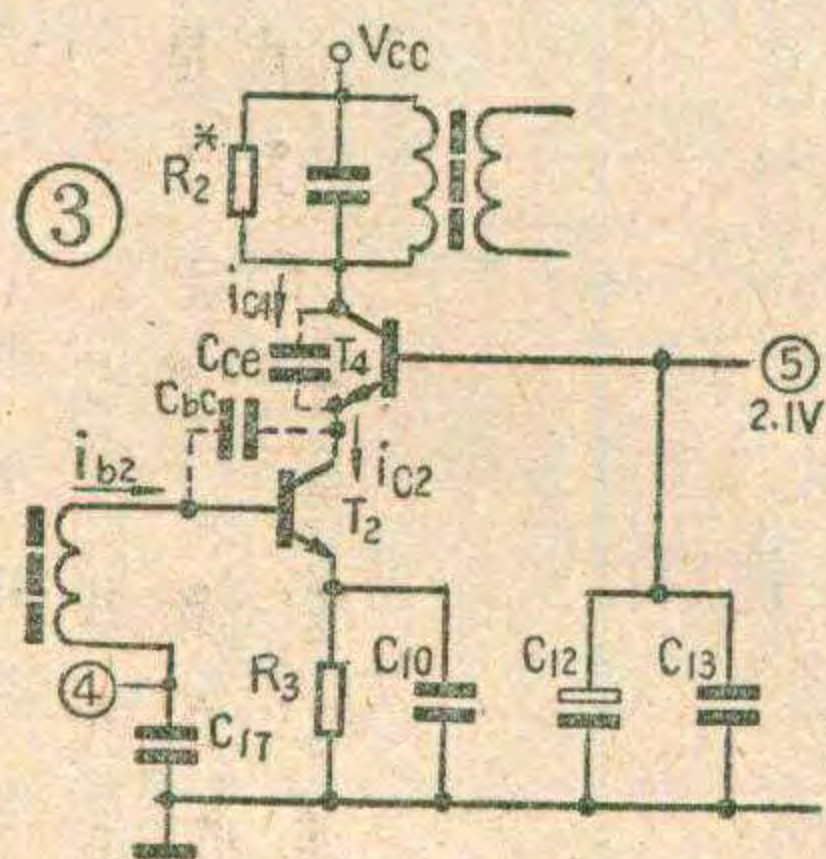 Vcc
R2*
③
ic1
Cce
T4
⑤
2.1V
Cbc
ib2
ic2
T2
④
R3
C10
C12
C13
C17